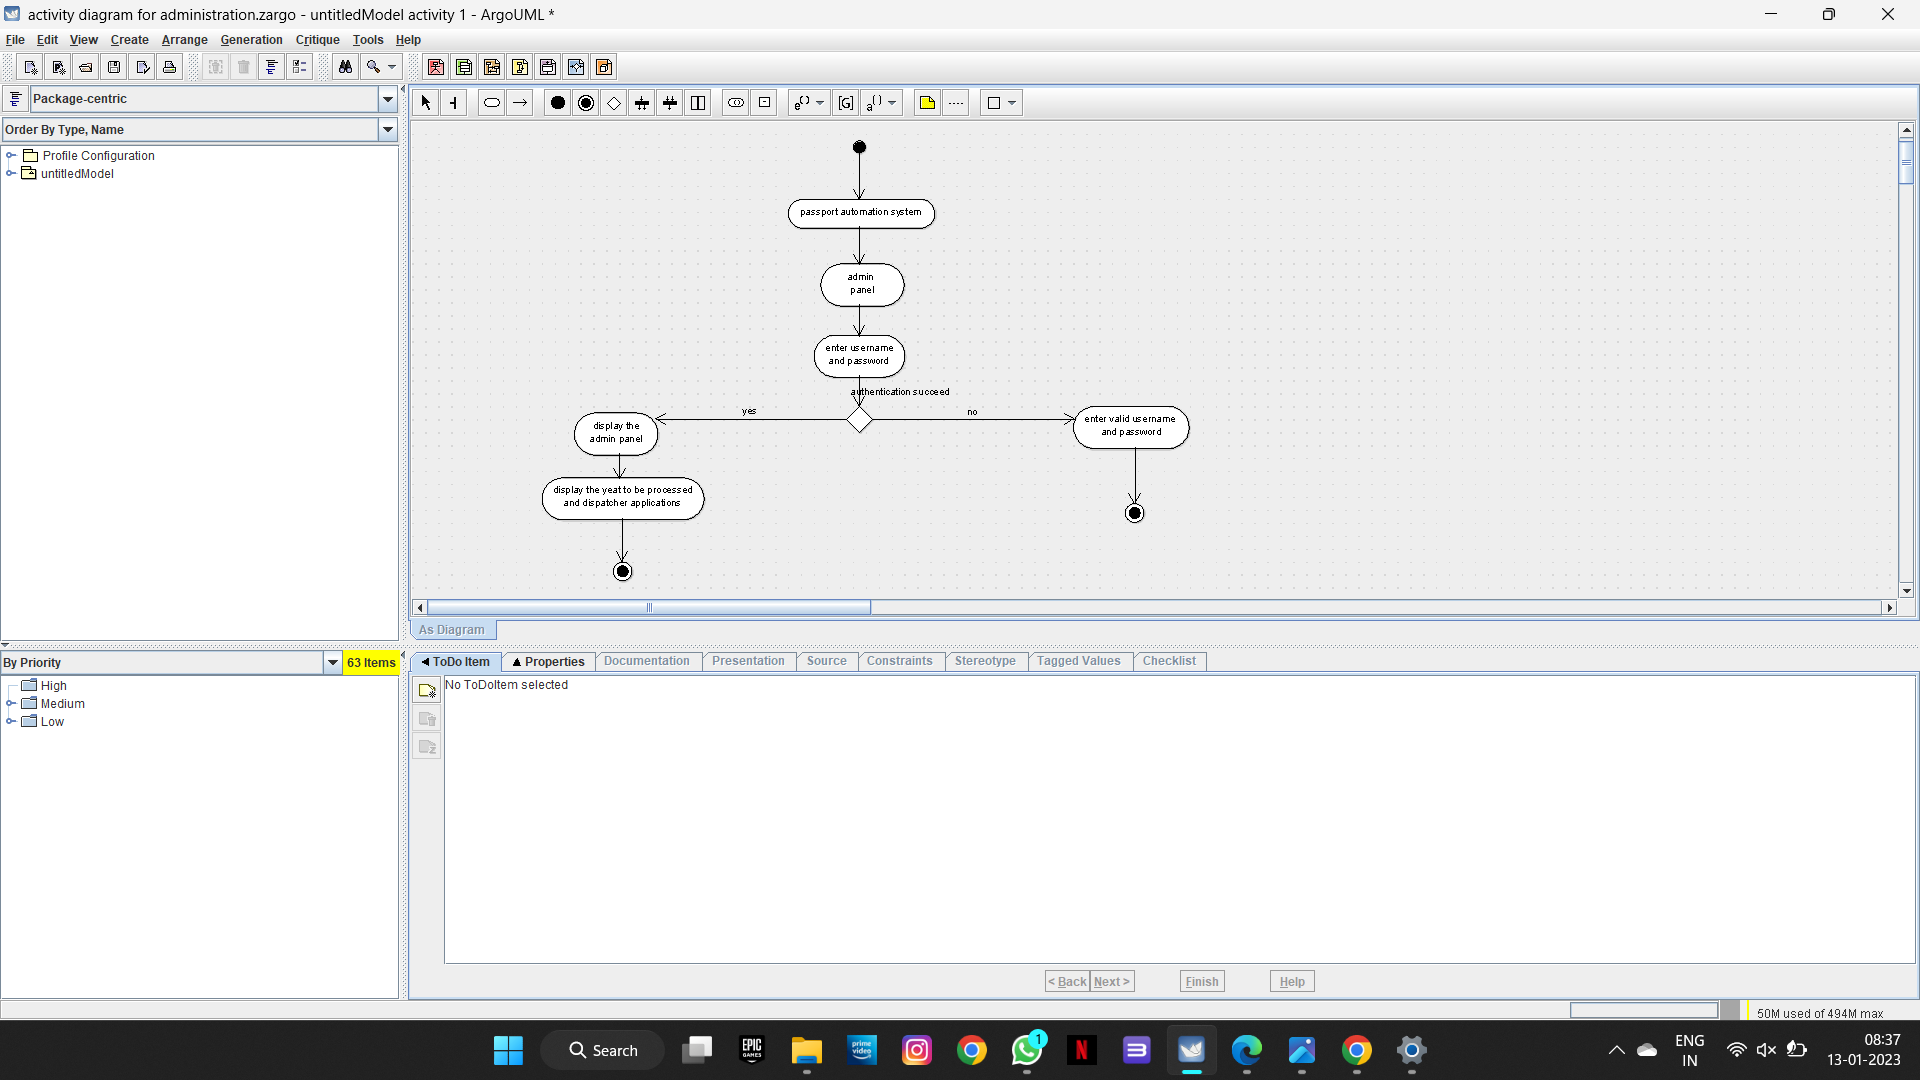 activity diagram for administration.zargo - untitledModel activity 1 - ArgoUML *
File Edit View Create Arrange Generation Critique Tools Help
Package-centric
Order By Type, Name
Profile Configuration
untitledModel
passport automation system
admin
panel
enter username
and password
authentication succeed
yes
no
display the
admin panel
enter valid username
and password
display the yeat to be processed
and dispatcher applications
As Diagram
By Priority
63 Items
High
Medium
Low
ToDo Item Properties Documentation Presentation Source Constraints Stereotype Tagged Values Checklist
No ToDoItem selected
< Back Next > Finish Help
50M used of 494M max
Search
EPIC
GAMES
prime
video
1
N
B
ENG
IN
08:37
13-01-2023